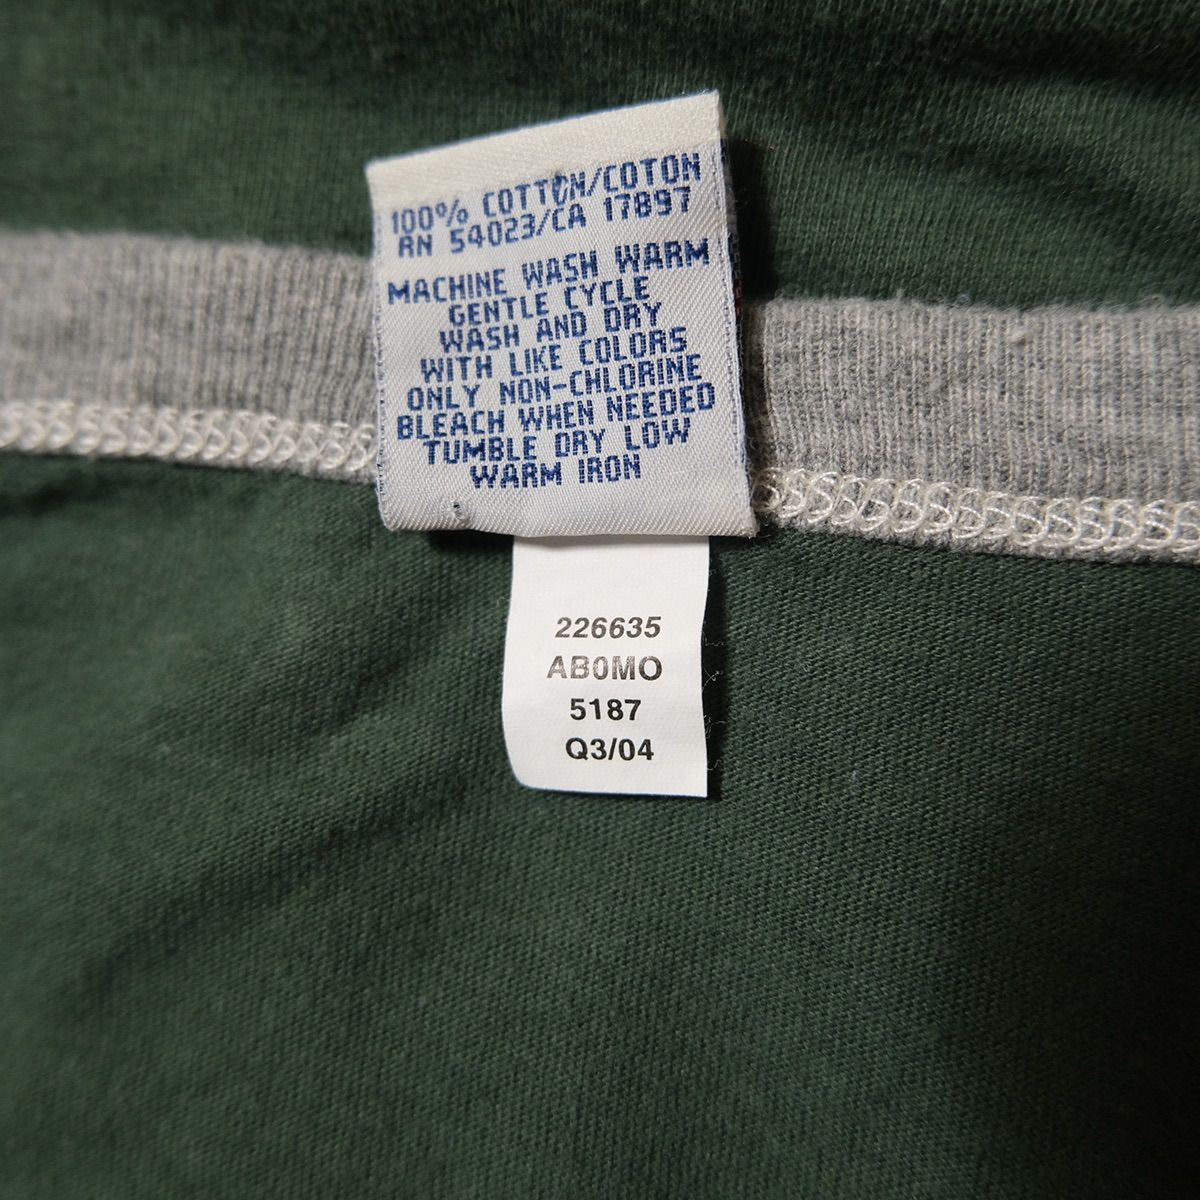 100% COTTON/COTON
RN 54023/CA 17897
MACHINE WASH WARM
GENTLE CYCLE
WASH AND DRY
WITH LIKE COLORS
ONLY NON-CHLORINE
BLEACH WHEN NEEDED
TUMBLE DRY LOW
WARM IRON
226635
AB0MO
5187
Q3/04